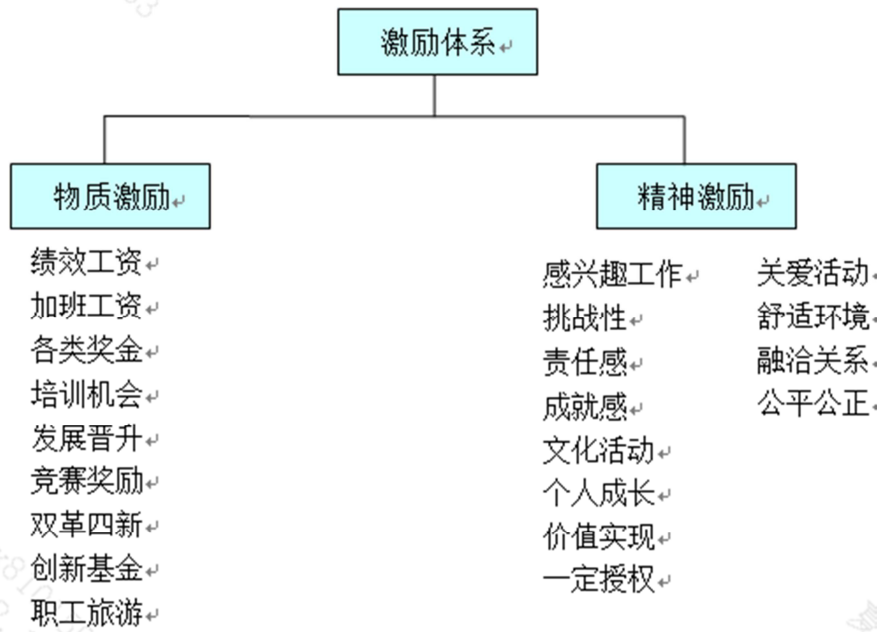 激励体系
物质激励
精神激励
绩效工资
加班工资
各类奖金
培训机会
发展晋升
竞赛奖励
双革四新
创新基金
职工旅游
感兴趣工作
挑战性
责任感
成就感
文化活动
个人成长
价值实现
一定授权
关爱活动
舒适环境
融洽关系
公平公正